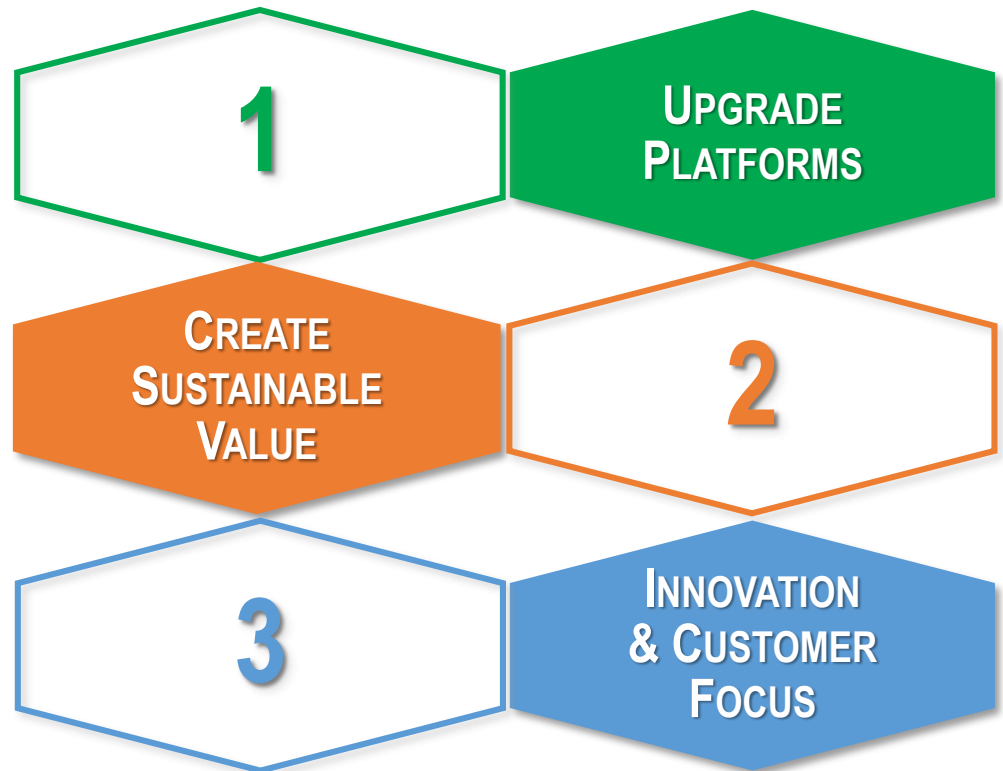 1
UPGRADE
PLATFORMS
CREATE
SUSTAINABLE
VALUE
2
3
INNOVATION
& CUSTOMER
FOCUS